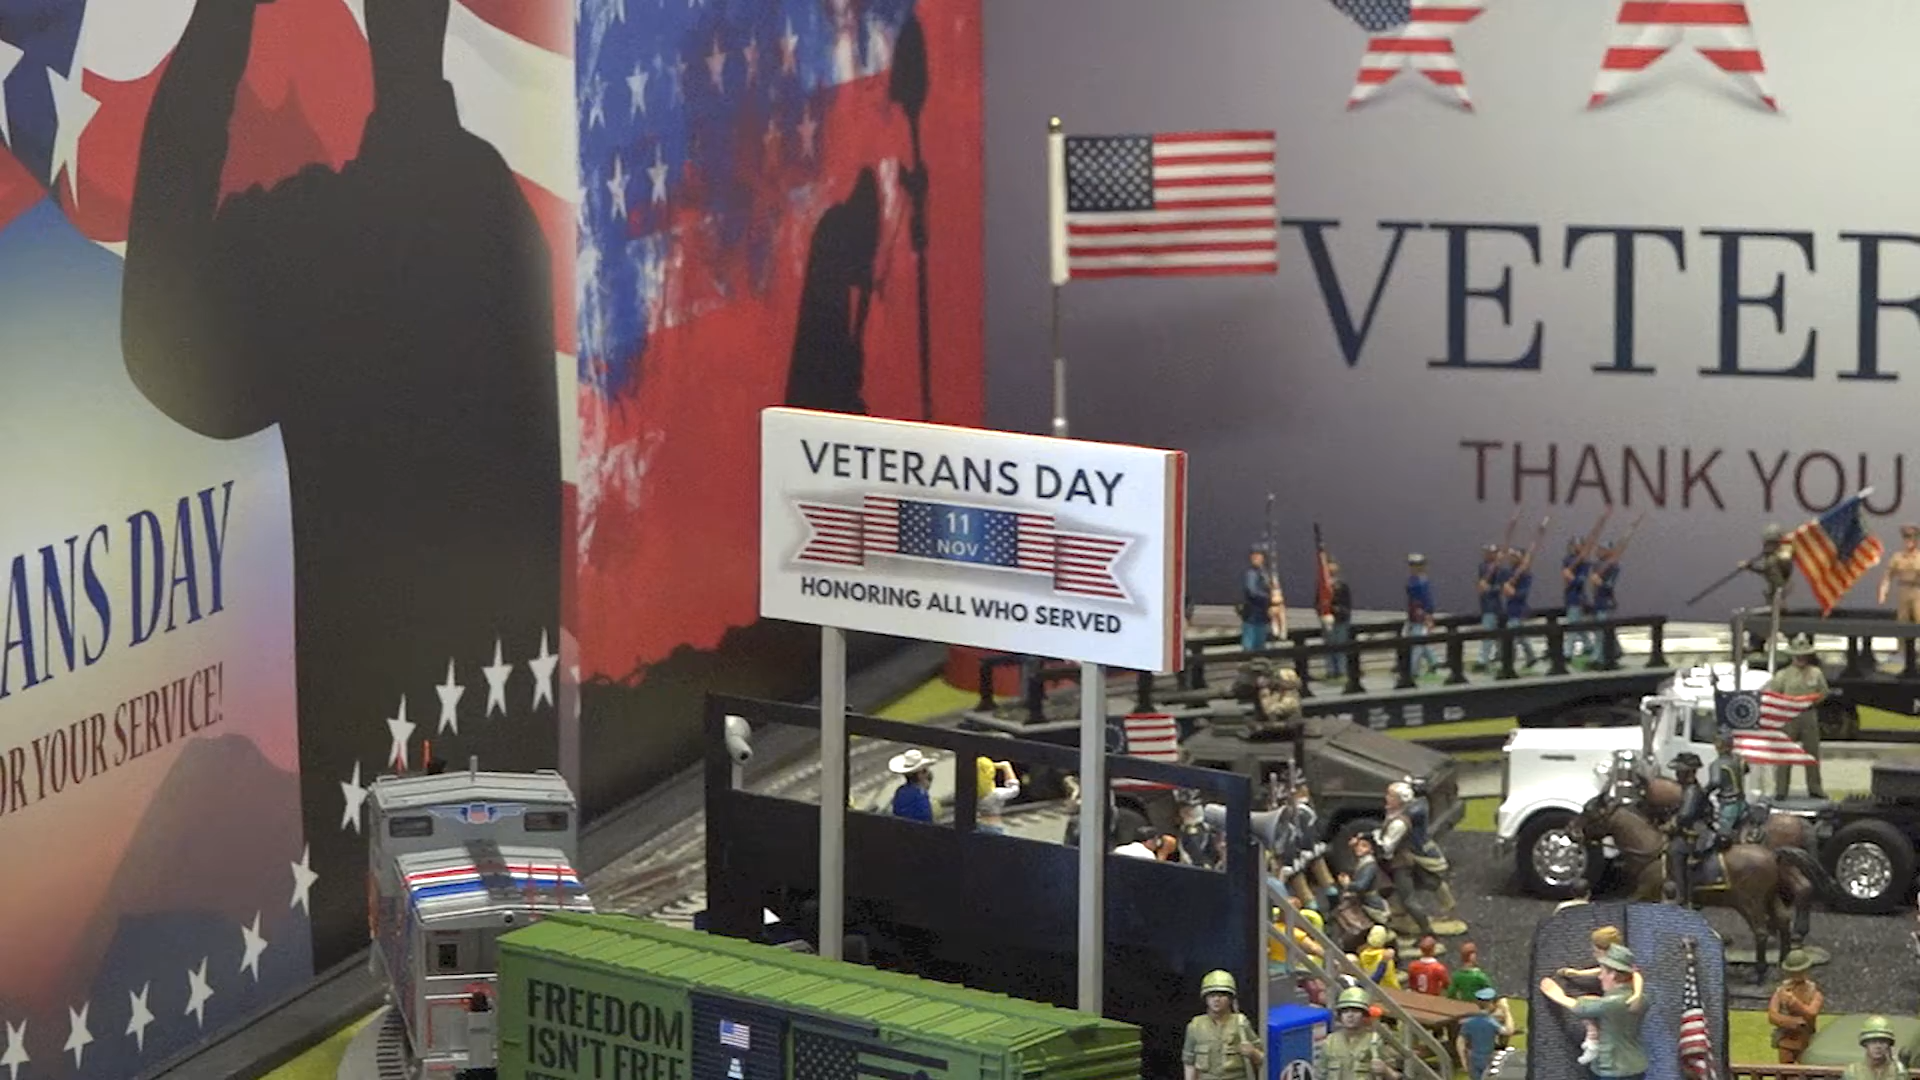 VETER
THANK YOU
VETERANS DAY
11
NOV
HONORING ALL WHO SERVED
ANS DAY
OR YOUR SERVICE!
FREEDOM
ISN'T FREE